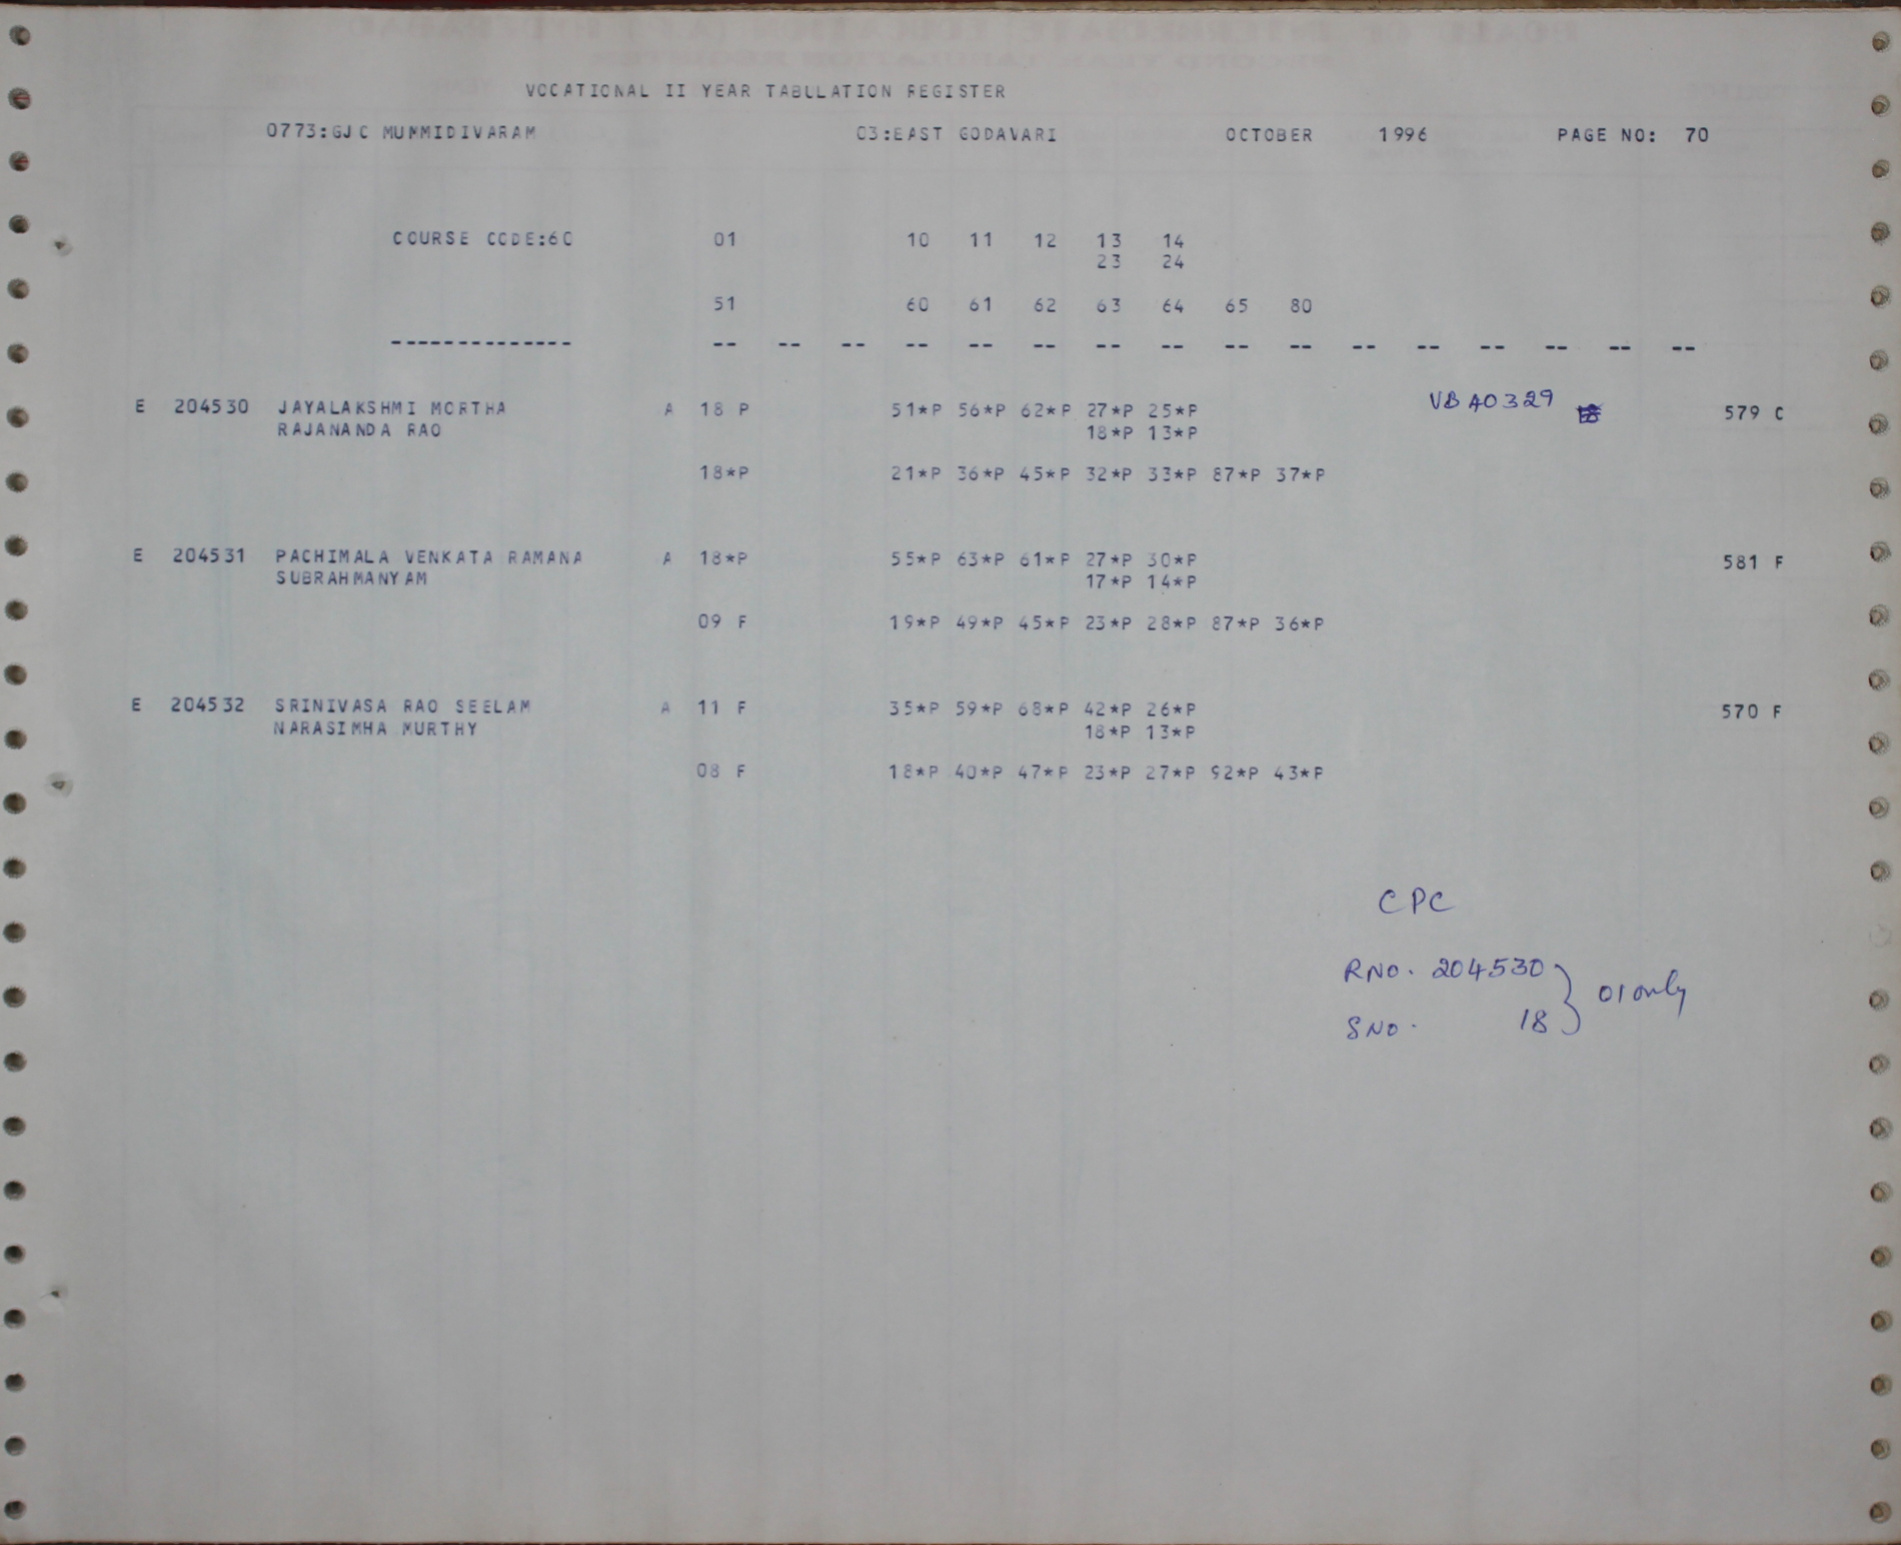 VOCATIONAL II YEAR TABULATION REGISTER
0773:GJC MUMMIDIVARAM 03:EAST GODAVARI OCTOBER 1996 PAGE NO: 70
COURSE CODE:60 01 10 11 12 13 14
23 24
51 60 61 62 63 64 65 80
-------------- -- -- -- -- -- -- -- -- -- -- -- -- -- -- -- --
E 204530 JAYALAKSHMI MORTHA A 18 P 51*P 56*P 62*P 27*P 25*P VB A0329 579 C
RAJANANDA RAO 18*P 13*P
18*P 21*P 36*P 45*P 32*P 33*P 87*P 37*P
E 204531 PACHIMALA VENKATA RAMANA A 18*P 55*P 63*P 61*P 27*P 30*P 581 F
SUBRAHMANYAM 17*P 14*P
09 F 19*P 49*P 45*P 23*P 28*P 87*P 36*P
E 204532 SRINIVASA RAO SEELAM A 11 F 35*P 59*P 68*P 42*P 26*P 570 F
NARASIMHA MURTHY 18*P 13*P
08 F 18*P 40*P 47*P 23*P 27*P 92*P 43*P
CPC
RNO. 204530
01 only
SNO. 18